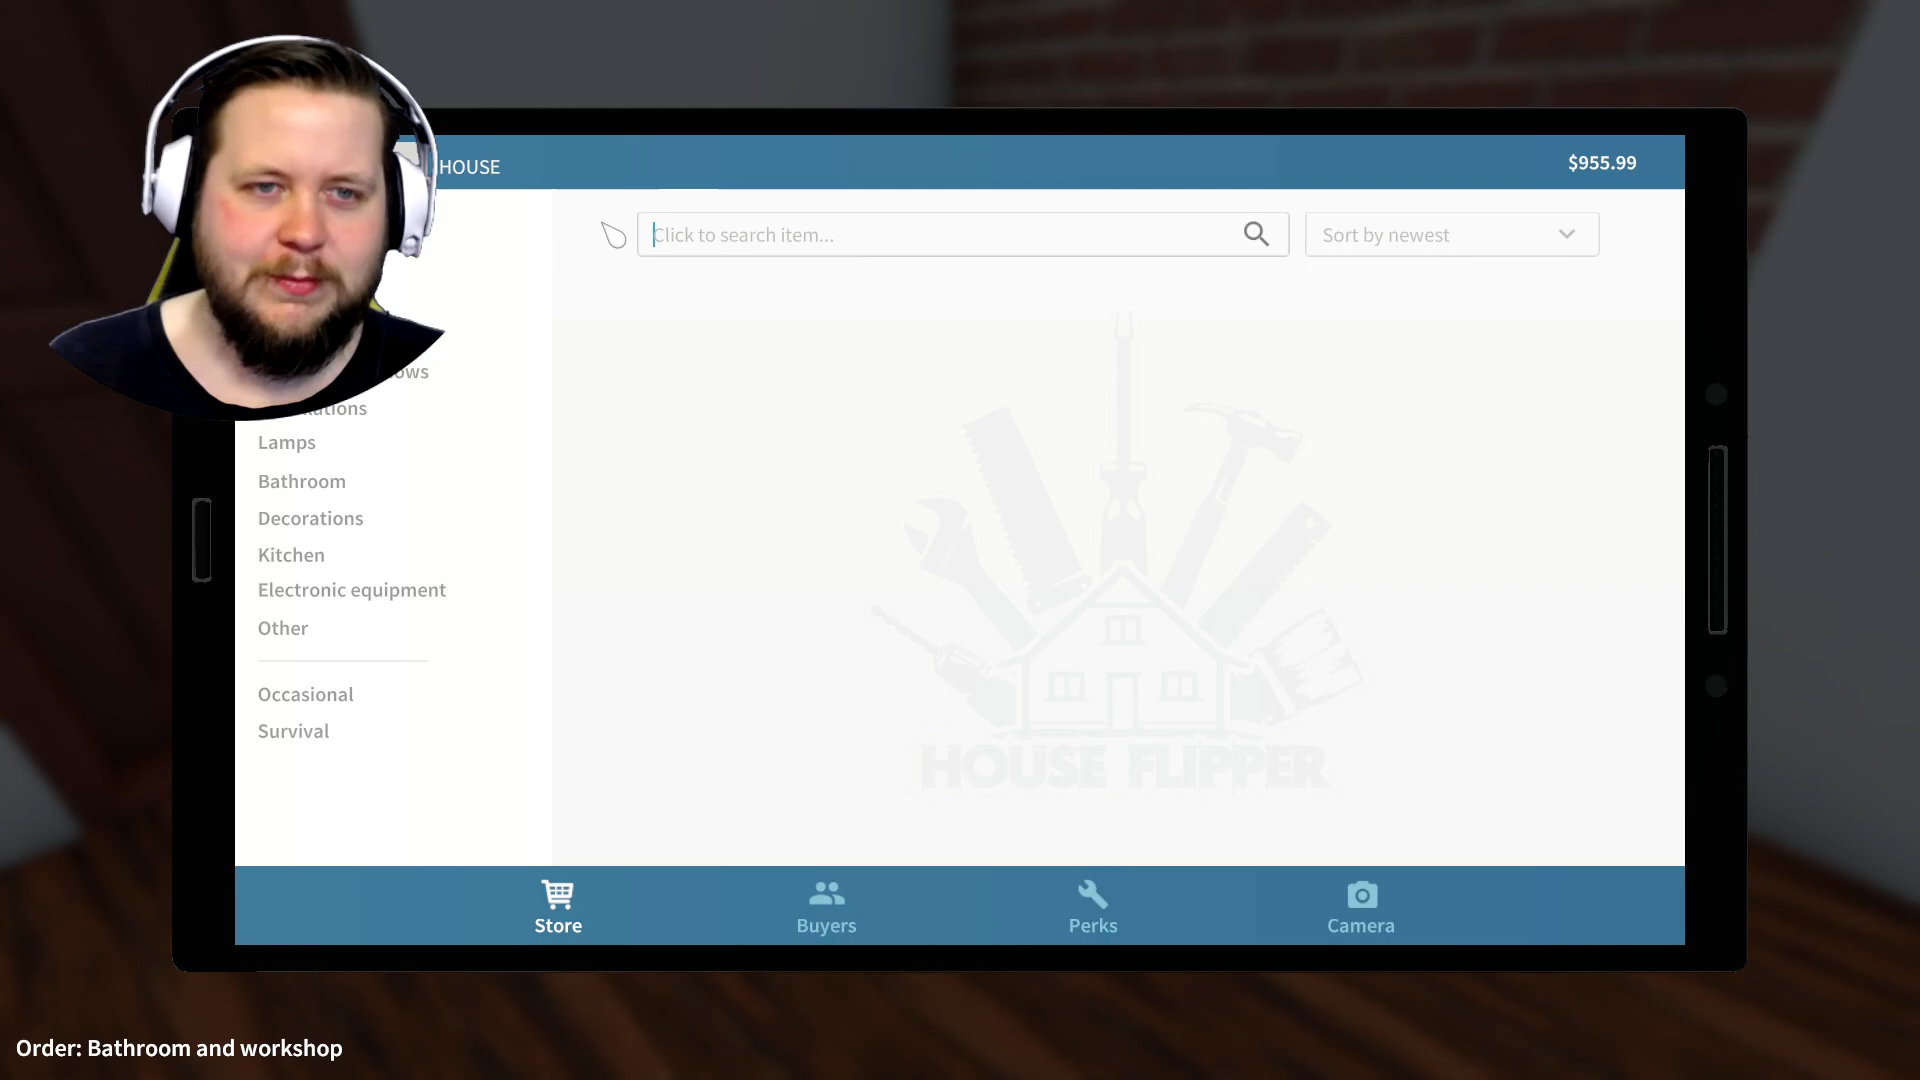 HOUSE
$955.99
Click to search item...
Sort by newest
Lamps
Bathroom
Decorations
Kitchen
Electronic equipment
Other
Occasional
Survival
HOUSE FLIPPER
Store
Buyers
Perks
Camera
Order: Bathroom and workshop